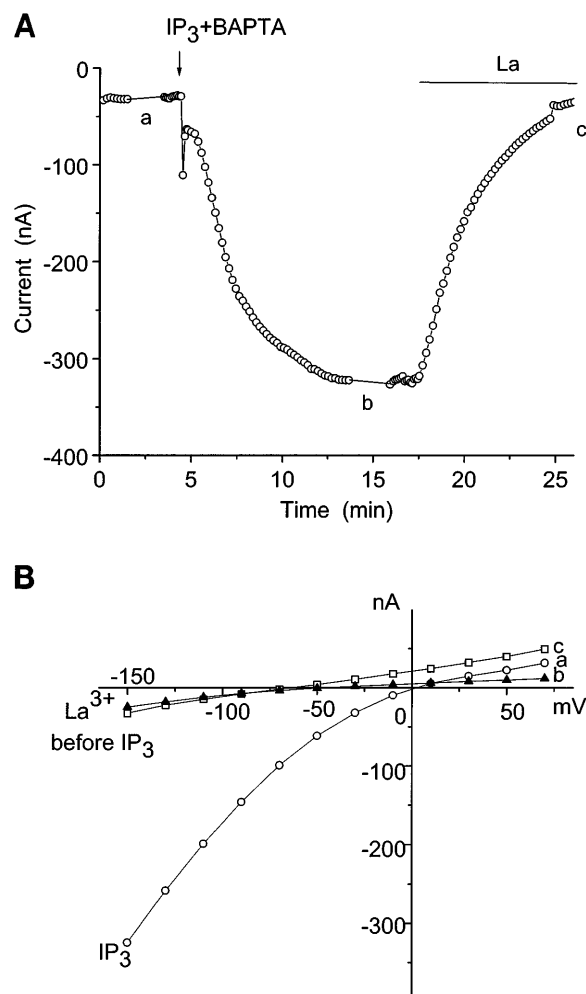 A
IP3+BAPTA
La
0
-100
-200
-300
-400
Current (nA)
a
b
c
0
5
10
15
20
25
Time (min)
B
nA
c
a
b
-150
-100
-50
0
50
mV
La3+
before IP3
-100
-200
-300
IP3